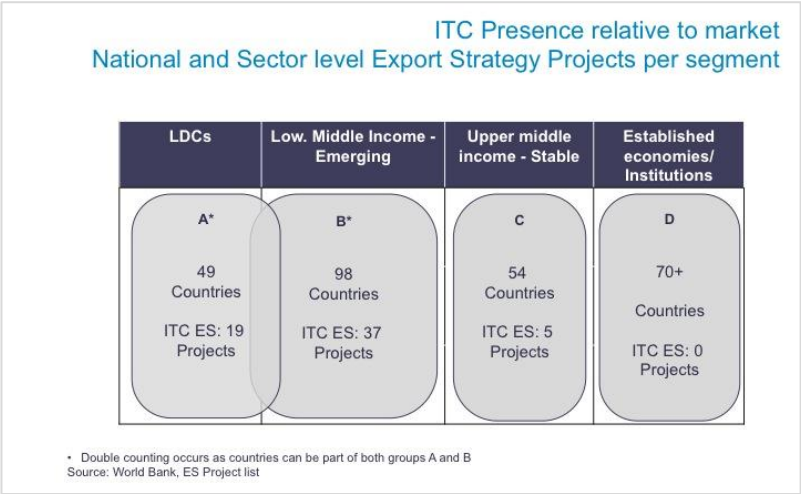 ITC Presence relative to market
National and Sector level Export Strategy Projects per segment
LDCs
Low. Middle Income -
Emerging
Upper middle
income - Stable
Established
economies/
Institutions
A*
49
Countries
ITC ES: 19
Projects
B*
98
Countries
ITC ES: 37
Projects
C
54
Countries
ITC ES: 5
Projects
D
70+
Countries
ITC ES: 0
Projects
• Double counting occurs as countries can be part of both groups A and B
Source: World Bank, ES Project list